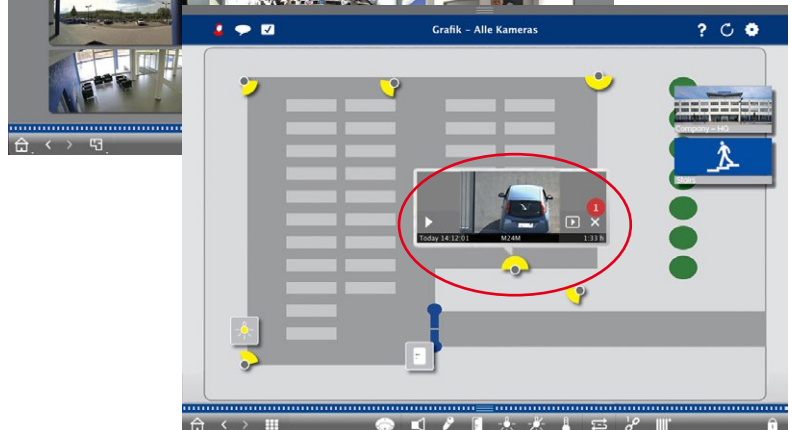 Grafik – Alle Kameras
?
Company – HQ
Stairs
1
Today 14:12:01 M24M 1:33 h